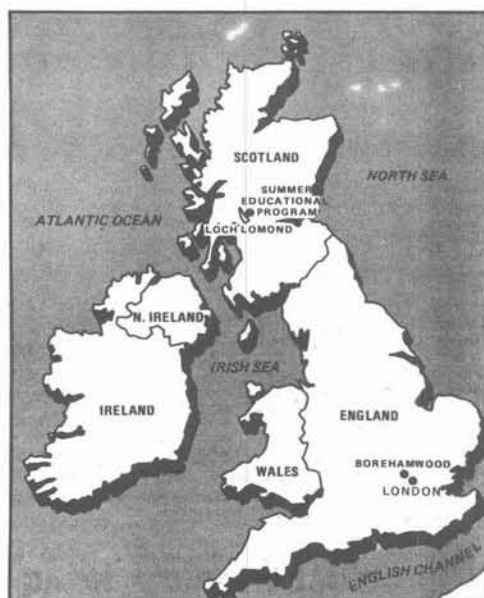 SCOTLAND
NORTH SEA
SUMMER
EDUCATIONAL
PROGRAM
ATLANTIC OCEAN
LOCH LOMOND
N. IRELAND
IRISH SEA
IRELAND
ENGLAND
WALES
BOREHAMWOOD
LONDON
ENGLISH CHANNEL